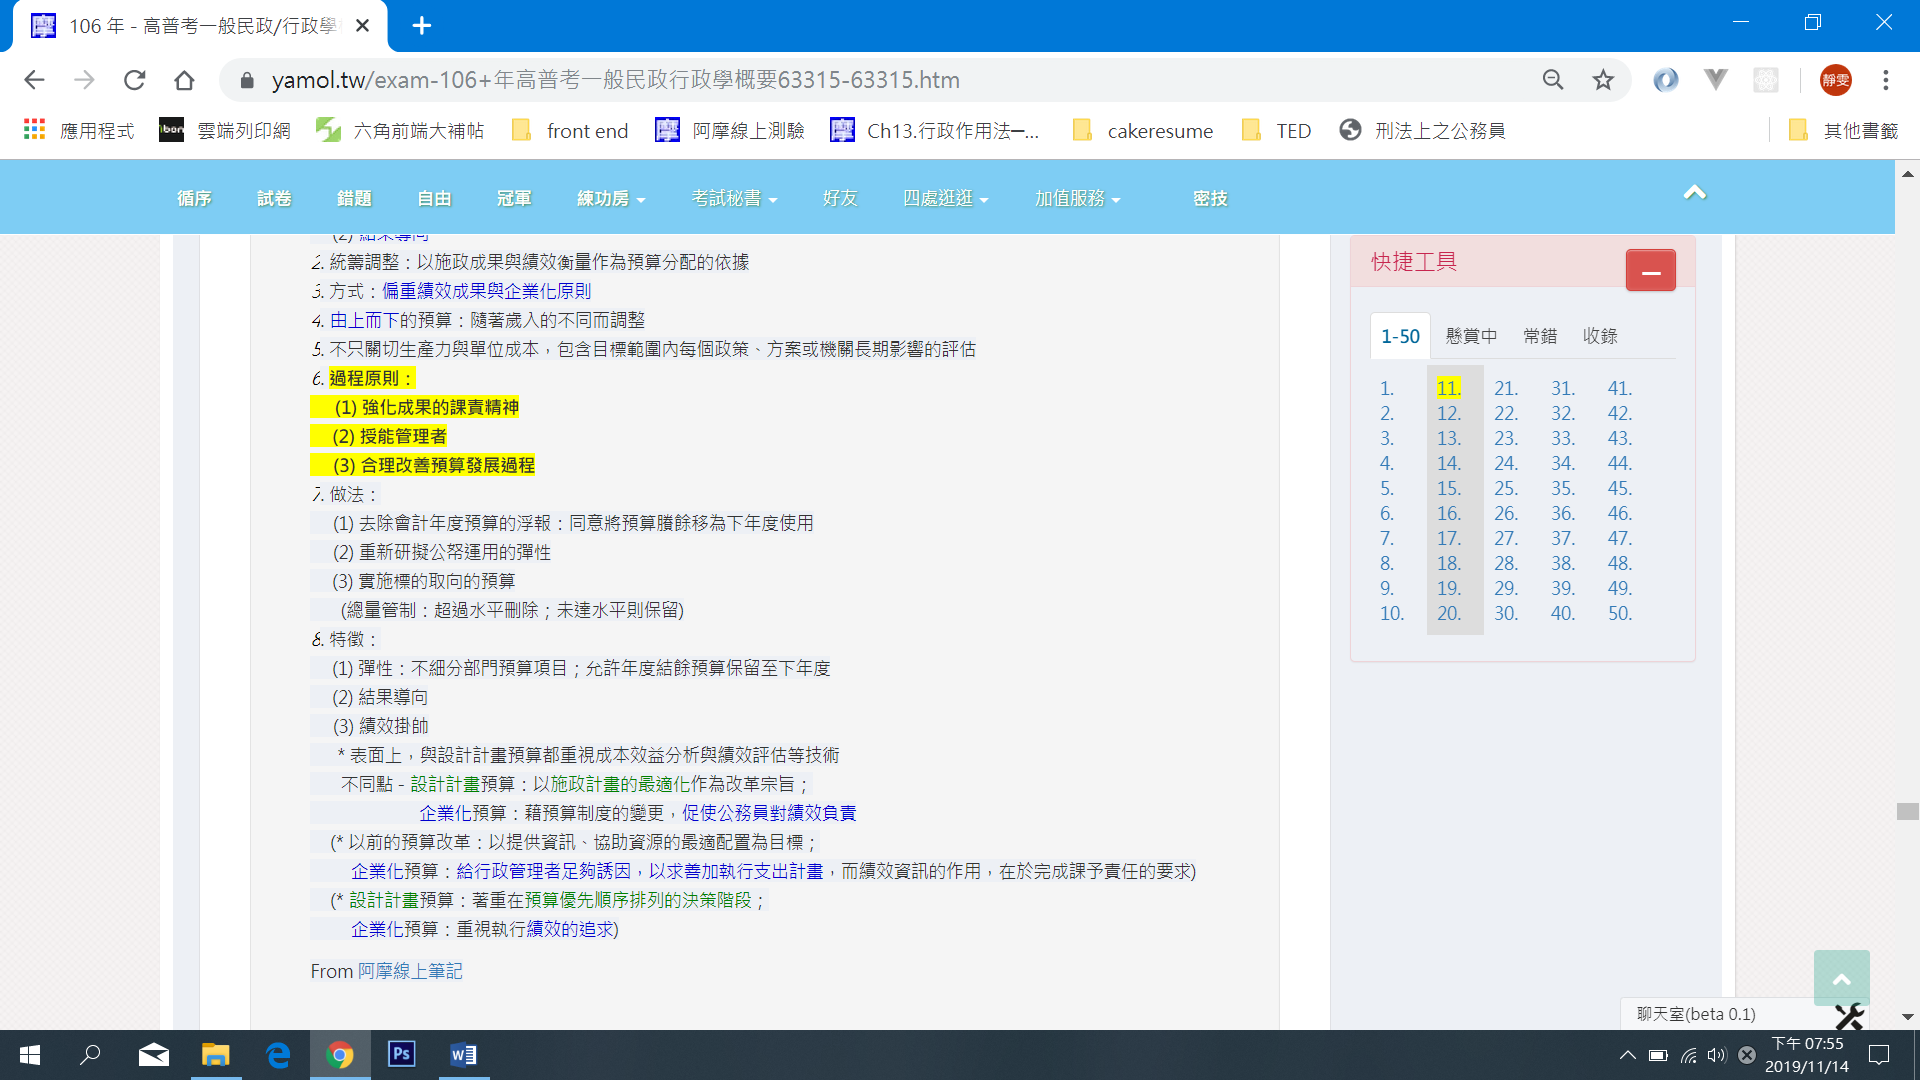 106 年 - 高普考一般民政/行政學
yamol.tw/exam-106+年高普考一般民政行政學概要63315-63315.htm
靜雯
應用程式
ibon 雲端列印網
六角前端大補帖
front end
阿摩線上測驗
Ch13.行政作用法─...
cakeresume
TED
刑法上之公務員
其他書籤
循序 試卷 錯題 自由 冠軍 練功房 考試秘書 好友 四處逛逛 加值服務 密技
(2) 結果導向
2. 統籌調整：以施政成果與績效衡量作為預算分配的依據
3. 方式：偏重績效成果與企業化原則
4. 由上而下的預算：隨著歲入的不同而調整
5. 不只關切生產力與單位成本，包含目標範圍內每個政策、方案或機關長期影響的評估
6. 過程原則：
(1) 強化成果的課責精神
(2) 授能管理者
(3) 合理改善預算發展過程
7. 做法：
(1) 去除會計年度預算的浮報：同意將預算賸餘移為下年度使用
(2) 重新研擬公帑運用的彈性
(3) 實施標的取向的預算
(總量管制：超過水平刪除；未達水平則保留)
8. 特徵：
(1) 彈性：不細分部門預算項目；允許年度結餘預算保留至下年度
(2) 結果導向
(3) 績效掛帥
* 表面上，與設計計畫預算都重視成本效益分析與績效評估等技術
不同點 - 設計計畫預算：以施政計畫的最適化作為改革宗旨；
企業化預算：藉預算制度的變更，促使公務員對績效負責
(* 以前的預算改革：以提供資訊、協助資源的最適配置為目標；
企業化預算：給行政管理者足夠誘因，以求善加執行支出計畫，而績效資訊的作用，在於完成課予責任的要求)
(* 設計計畫預算：著重在預算優先順序排列的決策階段；
企業化預算：重視執行績效的追求)
From 阿摩線上筆記
快捷工具
1-50 懸賞中 常錯 收錄
1. 11. 21. 31. 41.
2. 12. 22. 32. 42.
3. 13. 23. 33. 43.
4. 14. 24. 34. 44.
5. 15. 25. 35. 45.
6. 16. 26. 36. 46.
7. 17. 27. 37. 47.
8. 18. 28. 38. 48.
9. 19. 29. 39. 49.
10. 20. 30. 40. 50.
聊天室(beta 0.1)
Ps
下午 07:55
2019/11/14